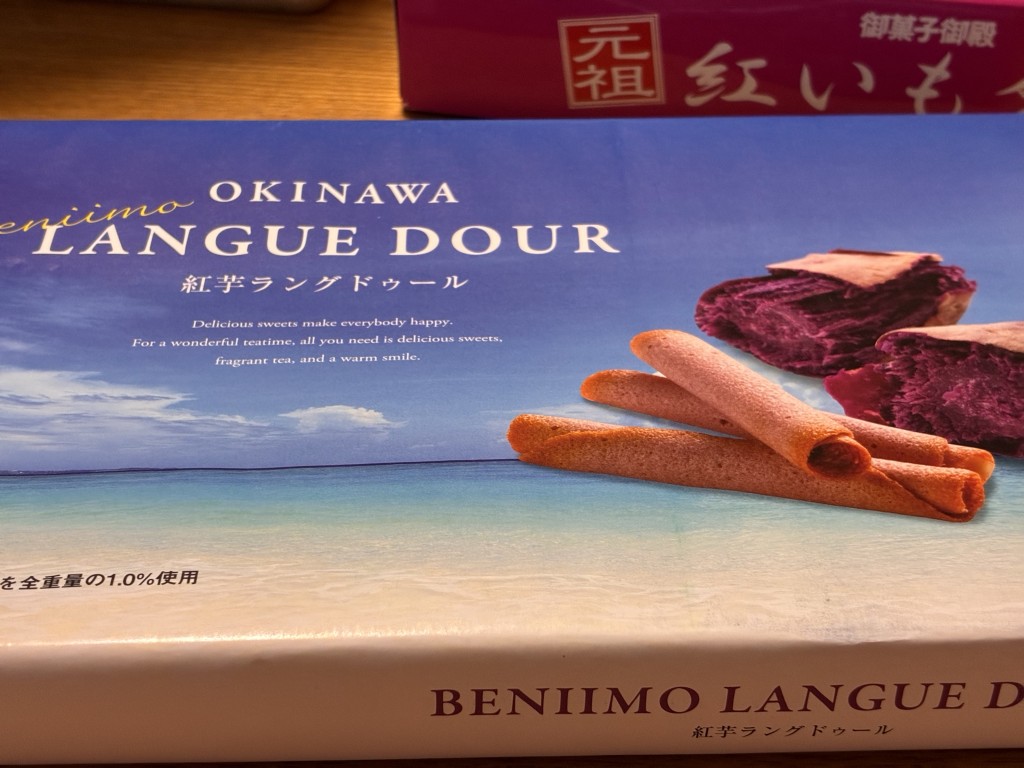 御菓子御殿
元祖
紅いも
OKINAWA
LANGUE DOUR
紅芋ラングドゥール
Delicious sweets make everybody happy.
For a wonderful teatime, all you need is delicious sweets,
fragrant tea, and a warm smile.
を全重量の1.0%使用
BENIIMO LANGUE D
紅芋ラングドゥール